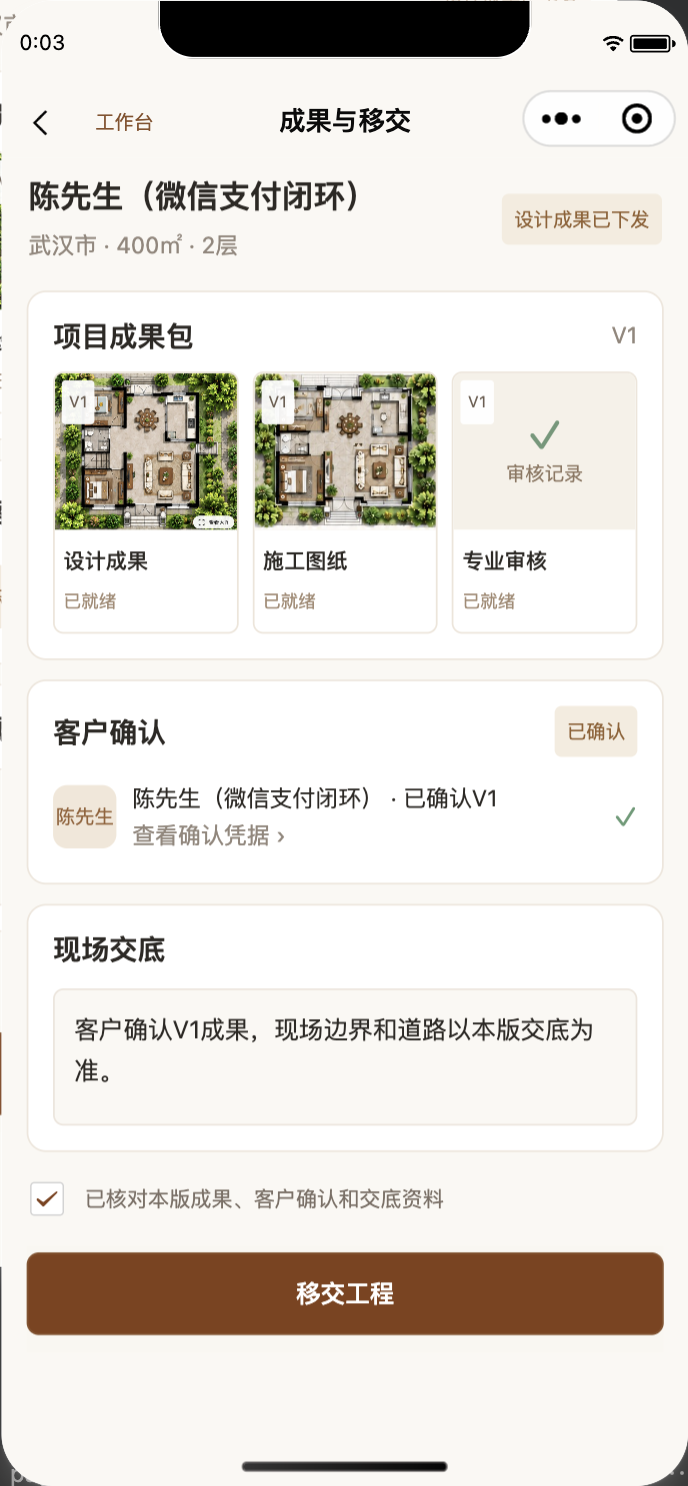 0:03
工作台
成果与移交
陈先生（微信支付闭环）
武汉市 · 400㎡ · 2层
设计成果已下发
项目成果包
V1
V1
V1
V1
审核记录
设计成果
施工图纸
专业审核
已就绪
已就绪
已就绪
客户确认
已确认
陈先生
陈先生（微信支付闭环） · 已确认V1
查看确认凭据 ›
现场交底
客户确认V1成果，现场边界和道路以本版交底为
准。
已核对本版成果、客户确认和交底资料
移交工程